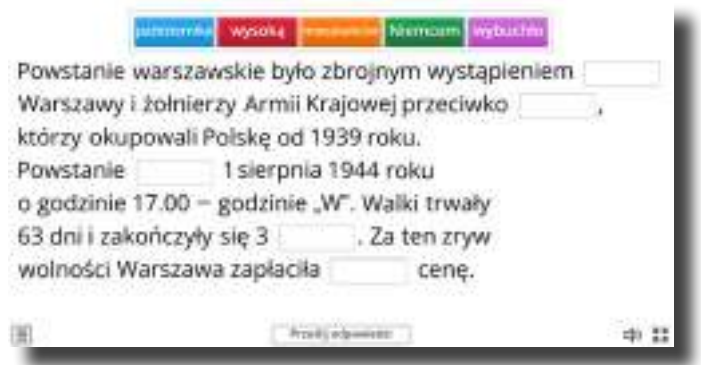 października wysoką mieszkańców Niemcom wybuchło
Powstanie warszawskie było zbrojnym wystąpieniem
Warszawy i żołnierzy Armii Krajowej przeciwko ,
którzy okupowali Polskę od 1939 roku.
Powstanie 1 sierpnia 1944 roku
o godzinie 17.00 – godzinie „W”. Walki trwały
63 dni i zakończyły się 3 . Za ten zryw
wolności Warszawa zapłaciła cenę.
Prześlij odpowiedzi